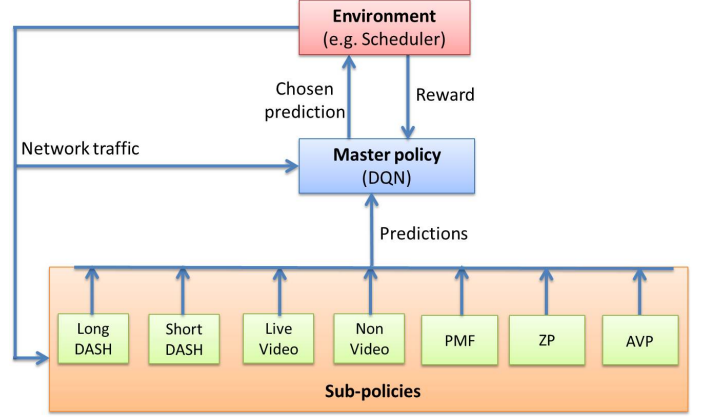 Environment
(e.g. Scheduler)
Chosen
prediction
Reward
Network traffic
Master policy
(DQN)
Predictions
Long
DASH
Short
DASH
Live
Video
Non
Video
PMF
ZP
AVP
Sub-policies